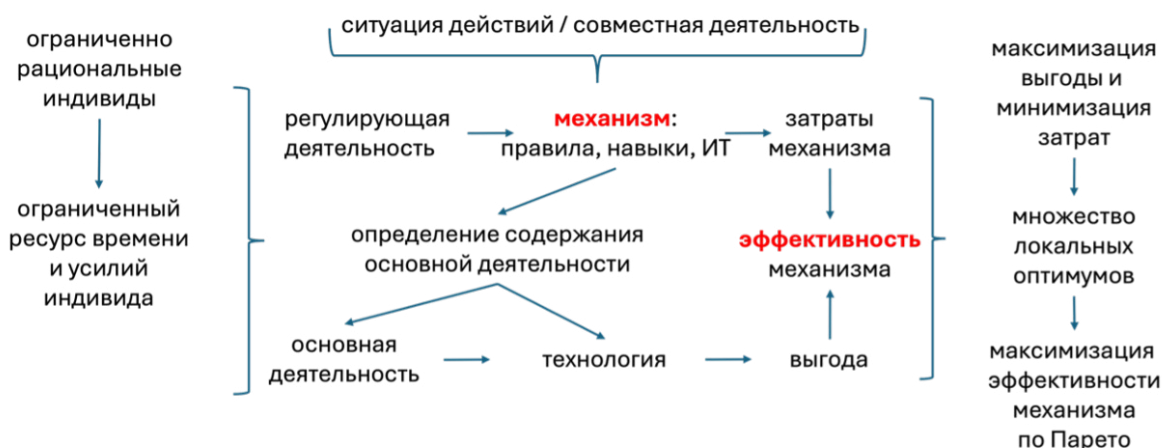 ситуация действий / совместная деятельность
ограниченно
рациональные
индивиды
ограниченный
ресурс времени
и усилий
индивида
регулирующая
деятельность
механизм:
правила, навыки, ИТ
затраты
механизма
определение содержания
основной деятельности
эффективность
механизма
основная
деятельность
технология
выгода
максимизация
выгоды и
минимизация
затрат
множество
локальных
оптимумов
максимизация
эффективности
механизма
по Парето